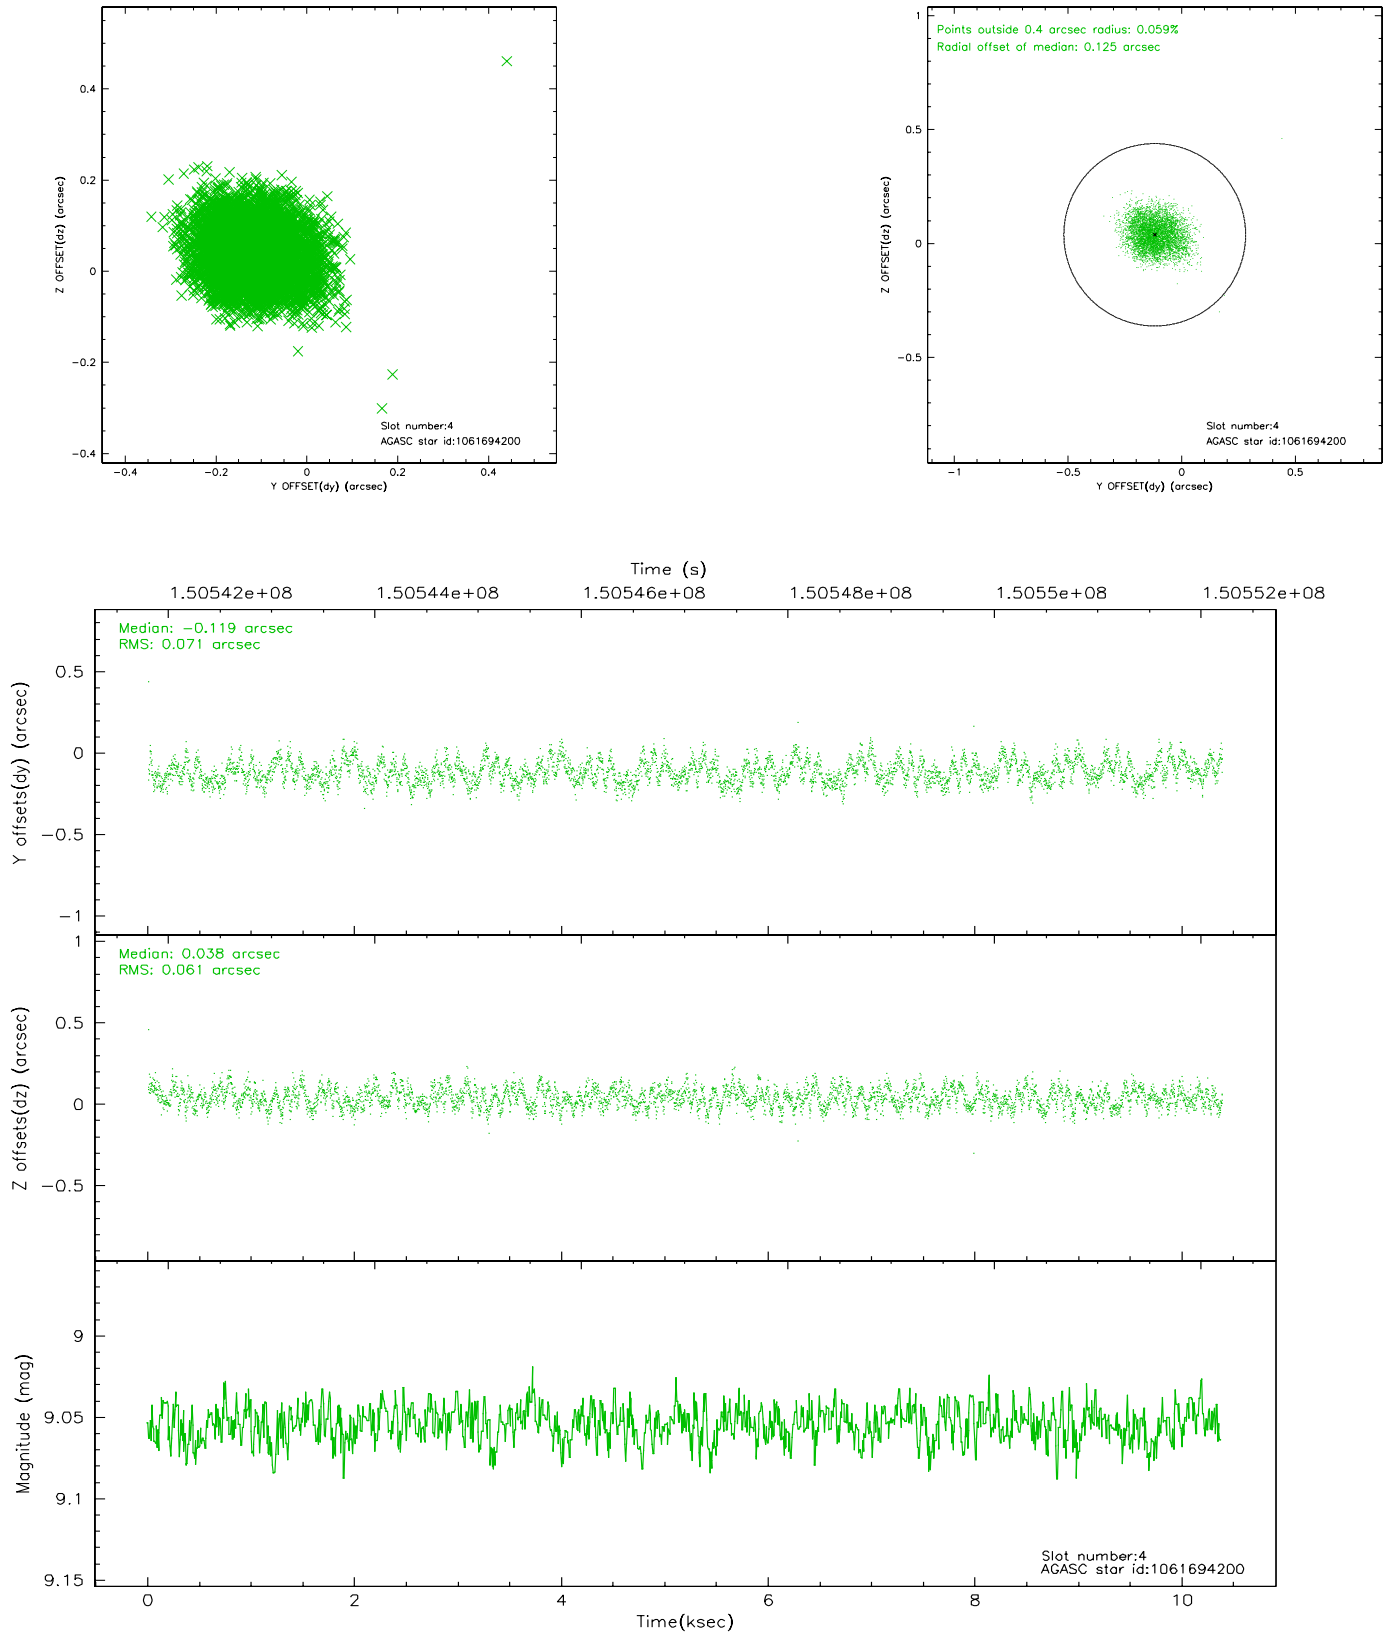 0.4
0.2
0
−0.2
−0.4
Z OFFSET(dz) (arcsec)
Slot number:4
AGASC star id:1061694200
−0.4 −0.2 0 0.2 0.4
Y OFFSET(dy) (arcsec)
Points outside 0.4 arcsec radius: 0.059%
Radial offset of median: 0.125 arcsec
1
0.5
0
−0.5
Z OFFSET(dz) (arcsec)
Slot number:4
AGASC star id:1061694200
−1 −0.5 0 0.5
Y OFFSET(dy) (arcsec)
Time (s)
1.50542e+08 1.50544e+08 1.50546e+08 1.50548e+08 1.5055e+08 1.50552e+08
Median: −0.119 arcsec
RMS: 0.071 arcsec
0.5
0
−0.5
−1
Y offsets(dy) (arcsec)
Median: 0.038 arcsec
RMS: 0.061 arcsec
1
0.5
0
−0.5
Z offsets(dz) (arcsec)
9
9.05
9.1
9.15
Magnitude (mag)
Slot number:4
AGASC star id:1061694200
0 2 4 6 8 10
Time(ksec)